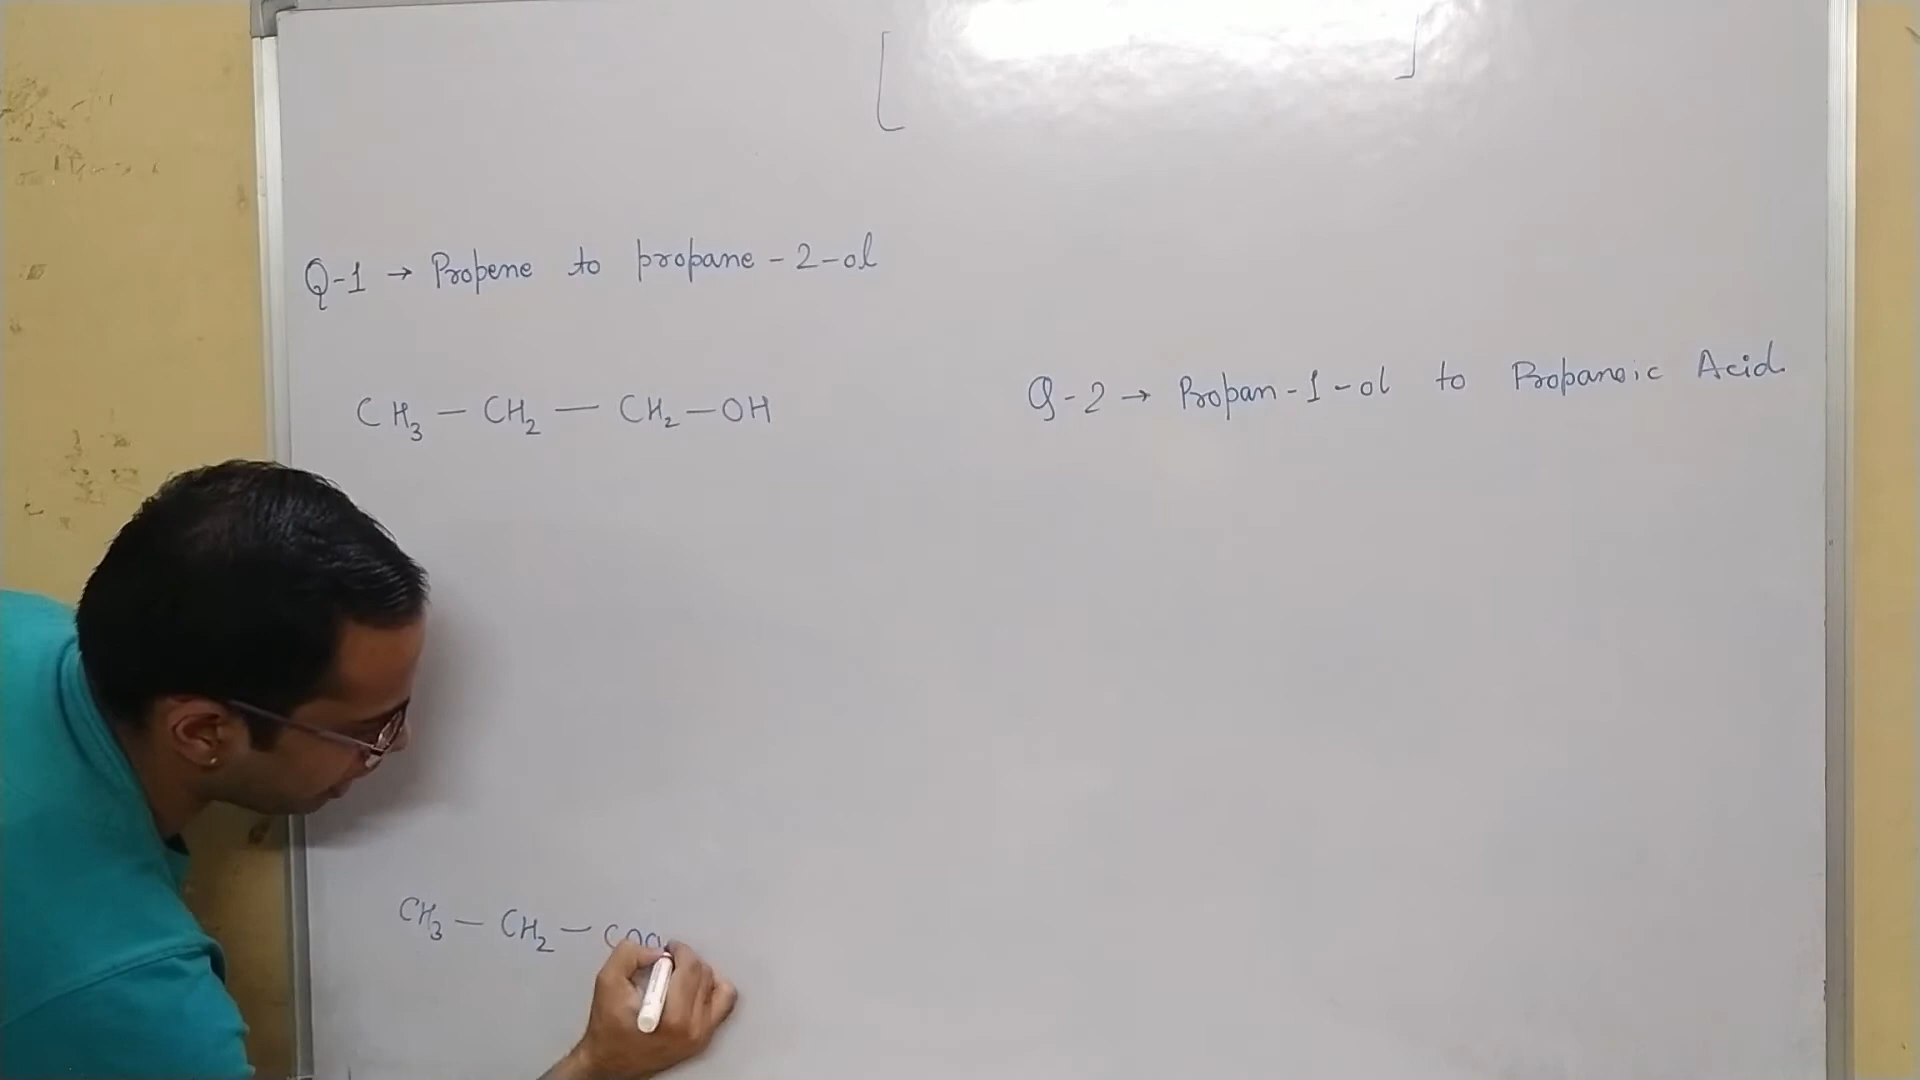 Q-1 → Propene to propane-2-ol
CH₃ — CH₂ — CH₂ — OH
Q-2 → Propan-1-ol to Propanoic Acid
CH₃ — CH₂ — COO